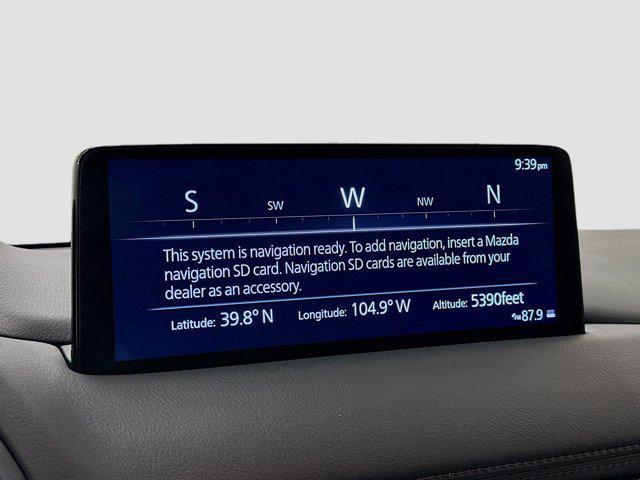 9:39pm
S SW W NW N
This system is navigation ready. To add navigation, insert a Mazda
navigation SD card. Navigation SD cards are available from your
dealer as an accessory.
Latitude: 39.8° N Longitude: 104.9° W Altitude: 5390feet
FM 87.9